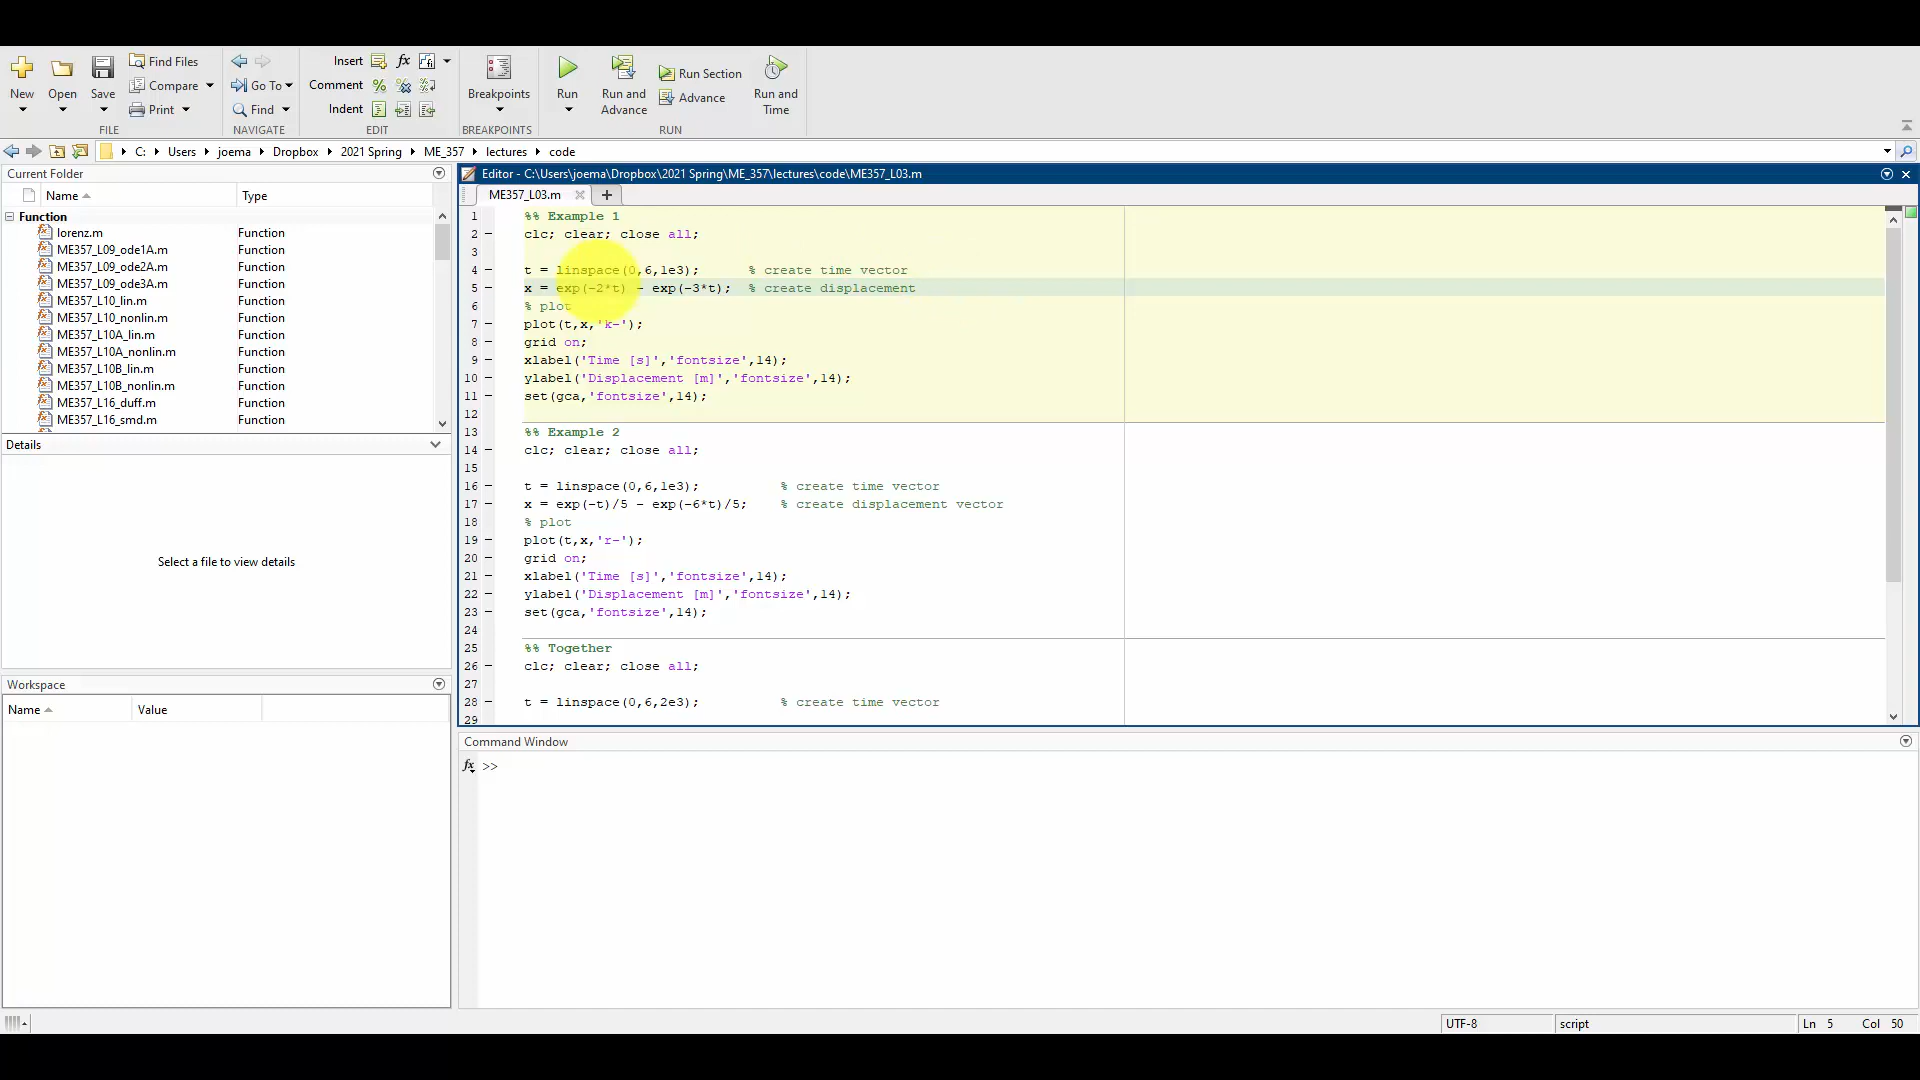 New
Open
Save
Find Files
Compare
Print
FILE
Go To
Find
NAVIGATE
Insert
fx
Comment
Indent
EDIT
Breakpoints
BREAKPOINTS
Run
Run and Advance
Run Section
Advance
Run and Time
RUN
C: Users joema Dropbox 2021 Spring ME_357 lectures code
Current Folder
Name Type
Function
lorenz.m Function
ME357_L09_ode1A.m Function
ME357_L09_ode2A.m Function
ME357_L09_ode3A.m Function
ME357_L10_lin.m Function
ME357_L10_nonlin.m Function
ME357_L10A_lin.m Function
ME357_L10A_nonlin.m Function
ME357_L10B_lin.m Function
ME357_L10B_nonlin.m Function
ME357_L16_duff.m Function
ME357_L16_smd.m Function
Details
Select a file to view details
Workspace
Name Value
Editor - C:\Users\joema\Dropbox\2021 Spring\ME_357\lectures\code\ME357_L03.m
ME357_L03.m
1 %% Example 1
2 – clc; clear; close all;
3
4 – t = linspace(0,6,1e3); % create time vector
5 – x = exp(-2*t) - exp(-3*t); % create displacement
6 % plot
7 – plot(t,x,'k-');
8 – grid on;
9 – xlabel('Time [s]','fontsize',14);
10 – ylabel('Displacement [m]','fontsize',14);
11 – set(gca,'fontsize',14);
12
13 %% Example 2
14 – clc; clear; close all;
15
16 – t = linspace(0,6,1e3); % create time vector
17 – x = exp(-t)/5 - exp(-6*t)/5; % create displacement vector
18 % plot
19 – plot(t,x,'r-');
20 – grid on;
21 – xlabel('Time [s]','fontsize',14);
22 – ylabel('Displacement [m]','fontsize',14);
23 – set(gca,'fontsize',14);
24
25 %% Together
26 – clc; clear; close all;
27
28 – t = linspace(0,6,2e3); % create time vector
29
Command Window
fx >>
UTF-8 script Ln 5 Col 50